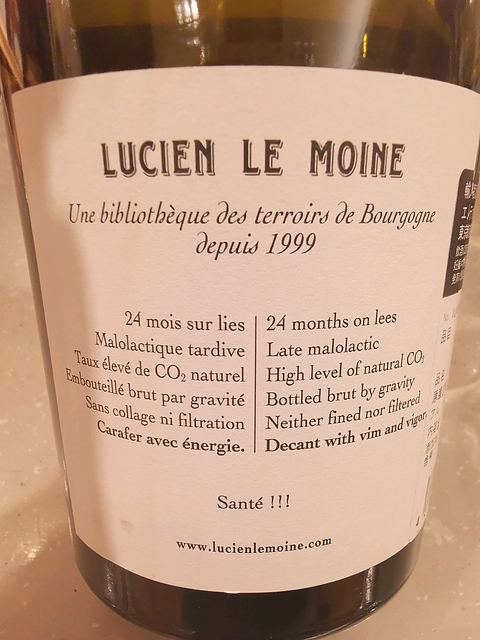 LUCIEN LE MOINE
Une bibliothèque des terroirs de Bourgogne
depuis 1999
24 mois sur lies
Malolactique tardive
Taux élevé de CO₂ naturel
Embouteillé brut par gravité
Sans collage ni filtration
Carafer avec énergie.
24 months on lees
Late malolactic
High level of natural CO₂
Bottled brut by gravity
Neither fined nor filtered
Decant with vim and vigor.
Santé !!!
www.lucienlemoine.com